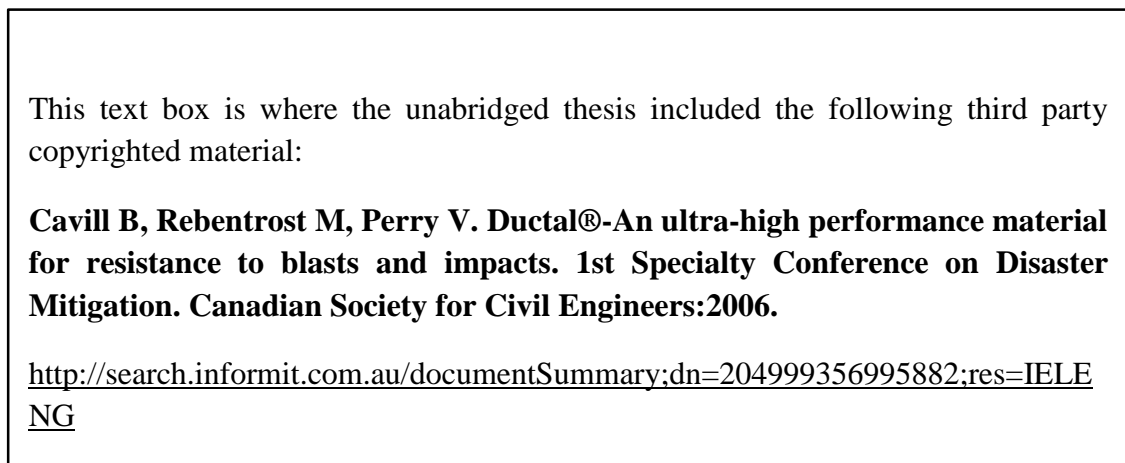 This text box is where the unabridged thesis included the following third party
copyrighted material:
Cavill B, Rebentrost M, Perry V. Ductal®-An ultra-high performance material
for resistance to blasts and impacts. 1st Specialty Conference on Disaster
Mitigation. Canadian Society for Civil Engineers:2006.
http://search.informit.com.au/documentSummary;dn=204999356995882;res=IELE
NG